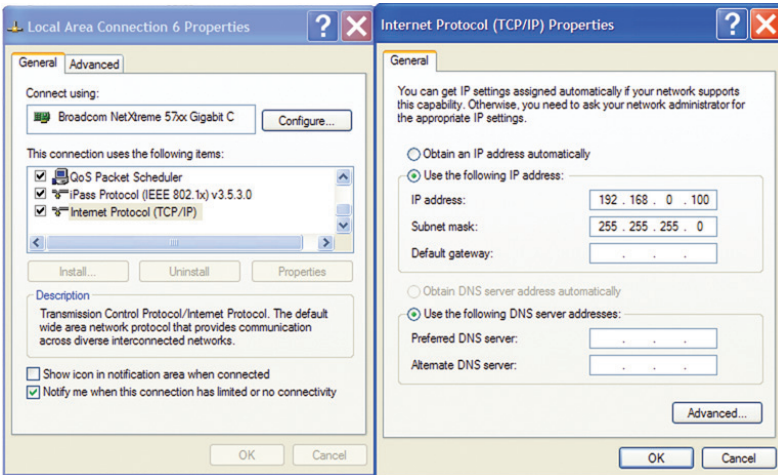 Local Area Connection 6 Properties
General
Advanced
Connect using:
Broadcom NetXtreme 57xx Gigabit C
Configure...
This connection uses the following items:
QoS Packet Scheduler
iPass Protocol (IEEE 802.1x) v3.5.3.0
Internet Protocol (TCP/IP)
Install...
Uninstall
Properties
Description
Transmission Control Protocol/Internet Protocol. The default
wide area network protocol that provides communication
across diverse interconnected networks.
Show icon in notification area when connected
Notify me when this connection has limited or no connectivity
OK
Cancel
Internet Protocol (TCP/IP) Properties
General
You can get IP settings assigned automatically if your network supports
this capability. Otherwise, you need to ask your network administrator for
the appropriate IP settings.
Obtain an IP address automatically
Use the following IP address:
IP address: 192 . 168 . 0 . 100
Subnet mask: 255 . 255 . 255 . 0
Default gateway: . . .
Obtain DNS server address automatically
Use the following DNS server addresses:
Preferred DNS server: . . .
Alternate DNS server: . . .
Advanced...
OK
Cancel